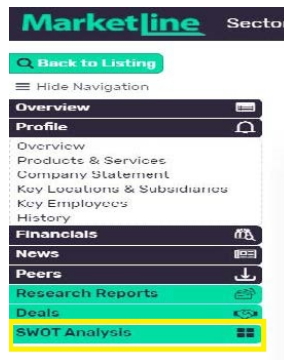 MarketLine Secto
Back to Listing
Hide Navigation
Overview
Profile
Overview
Products & Services
Company Statement
Key Locations & Subsidiaries
Key Employees
History
Financials
News
Peers
Research Reports
Deals
SWOT Analysis